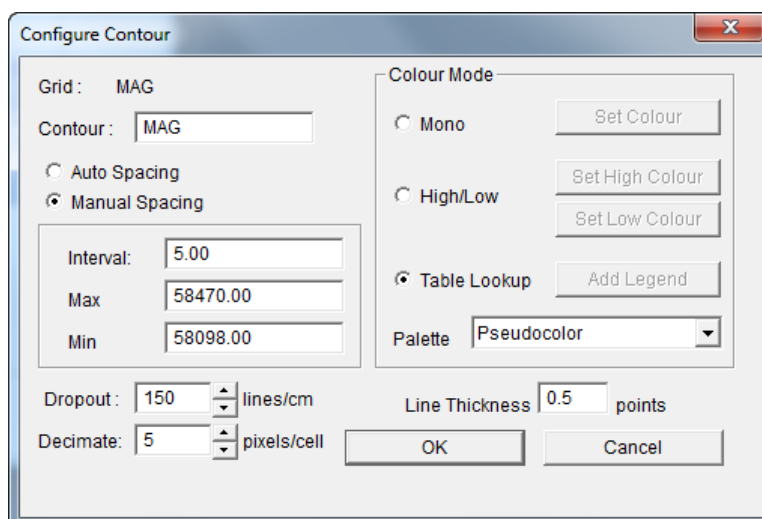 Configure Contour
Grid : MAG
Contour : MAG
Auto Spacing
Manual Spacing
Interval: 5.00
Max 58470.00
Min 58098.00
Dropout : 150 lines/cm
Decimate: 5 pixels/cell
Colour Mode
Mono Set Colour
High/Low Set High Colour
Set Low Colour
Table Lookup Add Legend
Palette Pseudocolor
Line Thickness 0.5 points
OK Cancel